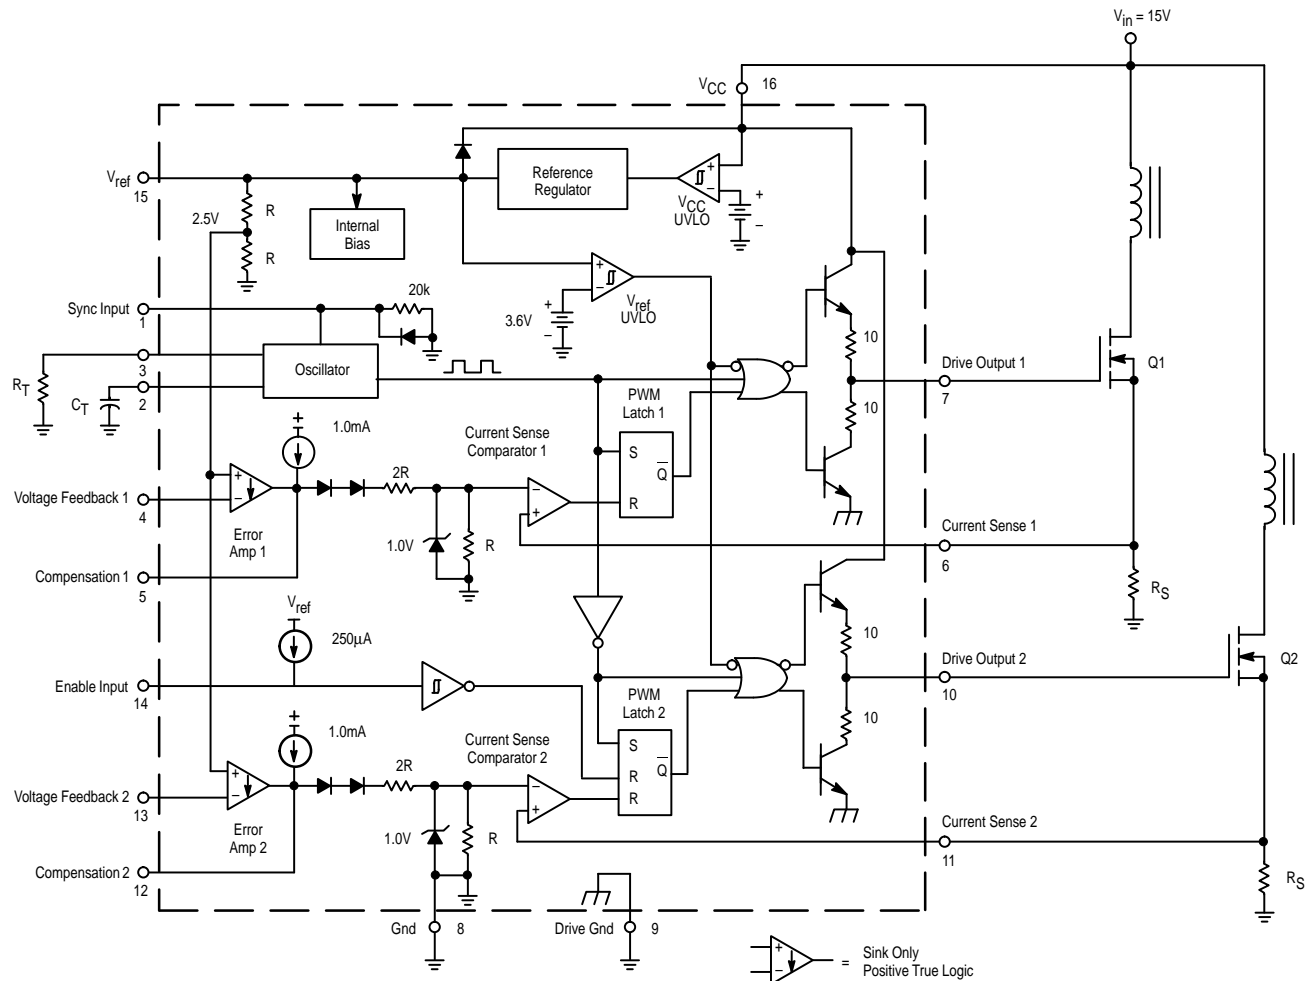 Vin = 15V
VCC 16
Vref
15
2.5V
R
R
Internal
Bias
Reference
Regulator
+
−
VCC
UVLO
+
−
Sync Input
1
20k
+
−
Vref
UVLO
3.6V
+
−
3
RT
Oscillator
2
CT
Drive Output 1
7
Q1
10
10
PWM
Latch 1
S
R
Q
+
1.0mA
Current Sense
Comparator 1
2R
Voltage Feedback 1
4
+
−
Error
Amp 1
−
+
1.0V
R
Current Sense 1
6
RS
Compensation 1
5
Vref
250μA
Enable Input
14
10
10
Drive Output 2
10
Q2
PWM
Latch 2
S
R
R
Q
+
1.0mA
Current Sense
Comparator 2
2R
Voltage Feedback 2
13
+
−
Error
Amp 2
−
+
1.0V
R
Current Sense 2
11
RS
Compensation 2
12
Gnd 8
Drive Gnd 9
+
−
= Sink Only
Positive True Logic